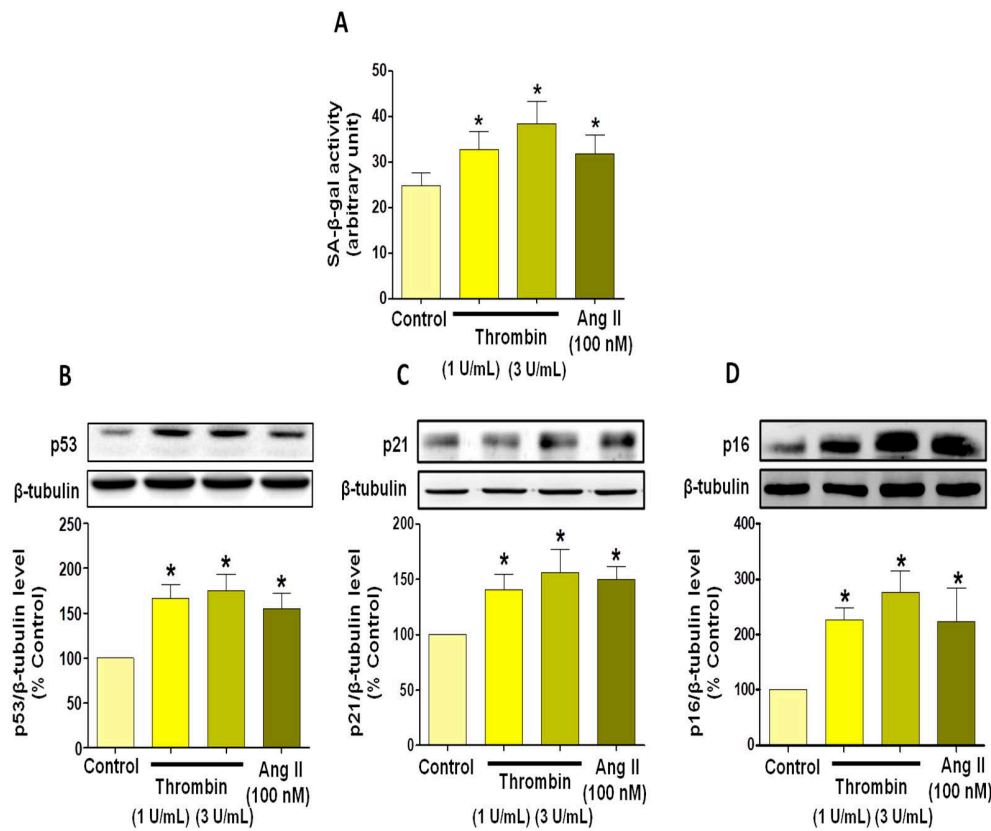 A
SA-β-gal activity
(arbitrary unit)
50
40
30
20
10
0
*
*
*
Control
Thrombin
(1 U/mL) (3 U/mL)
Ang II
(100 nM)
B
p53
β-tubulin
p53/β-tubulin level
(% Control)
250
200
150
100
50
0
*
*
*
Control
Thrombin
(1 U/mL) (3 U/mL)
Ang II
(100 nM)
C
p21
β-tubulin
p21/β-tubulin level
(% Control)
200
150
100
50
0
*
*
*
Control
Thrombin
(1 U/mL) (3 U/mL)
Ang II
(100 nM)
D
p16
β-tubulin
p16/β-tubulin level
(% Control)
400
300
200
100
0
*
*
*
Control
Thrombin
(1 U/mL) (3 U/mL)
Ang II
(100 nM)